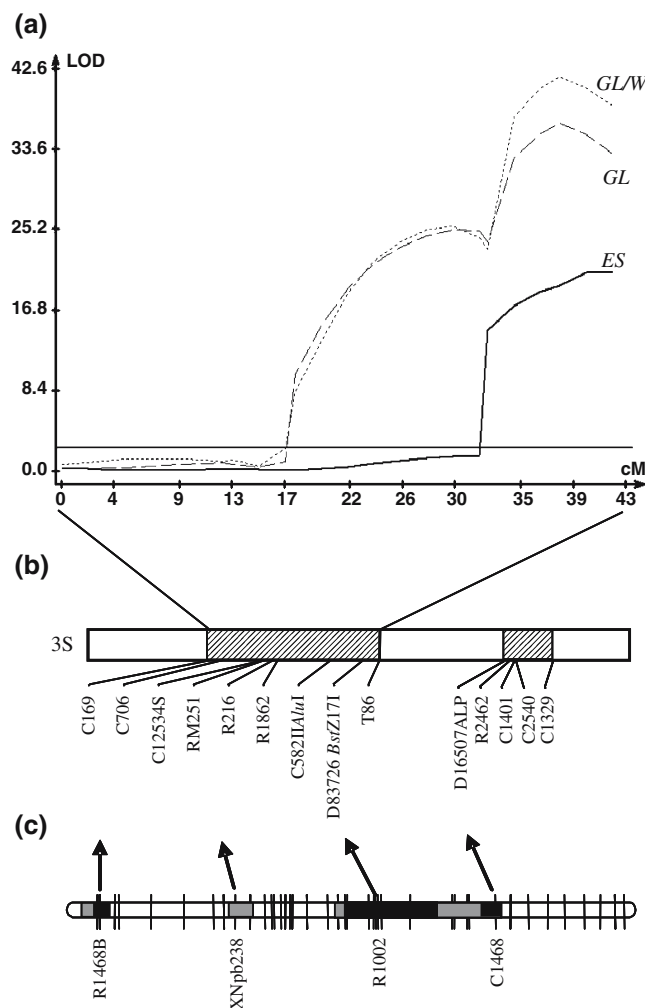 (a)
LOD
42.6
33.6
25.2
16.8
8.4
0.0
GL/W
GL
ES
cM
0 4 9 13 17 22 26 30 35 39 43
(b)
3S
C169
C706
C12534S
RM251
R216
R1862
C582IIAluI
D83726 BstZ17I
T86
D16507ALP
R2462
C1401
C2540
C1329
(c)
R1468B
XNpb238
R1002
C1468